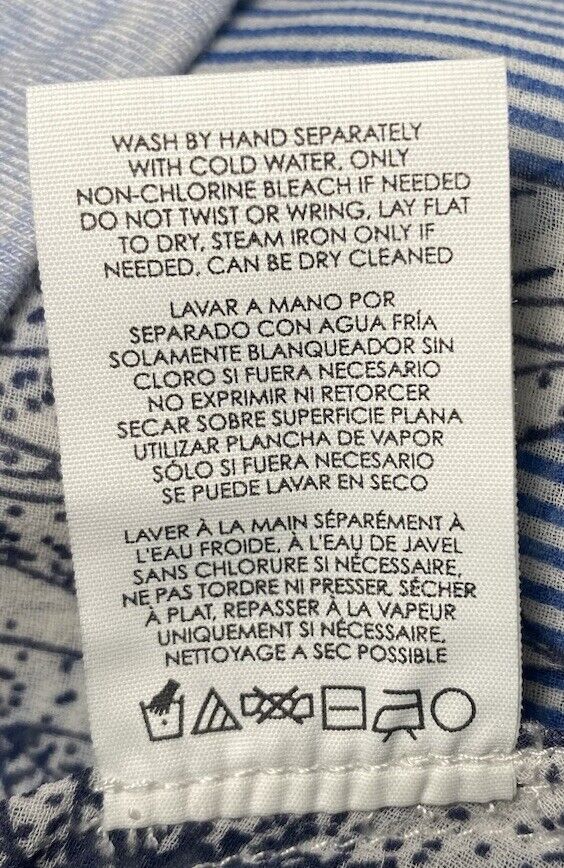 WASH BY HAND SEPARATELY
WITH COLD WATER, ONLY
NON-CHLORINE BLEACH IF NEEDED
DO NOT TWIST OR WRING, LAY FLAT
TO DRY, STEAM IRON ONLY IF
NEEDED, CAN BE DRY CLEANED
LAVAR A MANO POR
SEPARADO CON AGUA FRÍA
SOLAMENTE BLANQUEADOR SIN
CLORO SI FUERA NECESARIO
NO EXPRIMIR NI RETORCER
SECAR SOBRE SUPERFICIE PLANA
UTILIZAR PLANCHA DE VAPOR
SÓLO SI FUERA NECESARIO
SE PUEDE LAVAR EN SECO
LAVER À LA MAIN SÉPARÉMENT À
L'EAU FROIDE, À L'EAU DE JAVEL
SANS CHLORURE SI NÉCESSAIRE,
NE PAS TORDRE NI PRESSER, SÉCHER
À PLAT, REPASSER À LA VAPEUR
UNIQUEMENT SI NÉCESSAIRE,
NETTOYAGE A SEC POSSIBLE